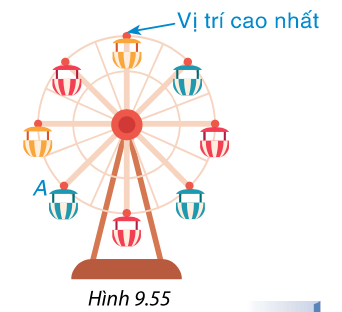 Vị trí cao nhất
A
Hình 9.55